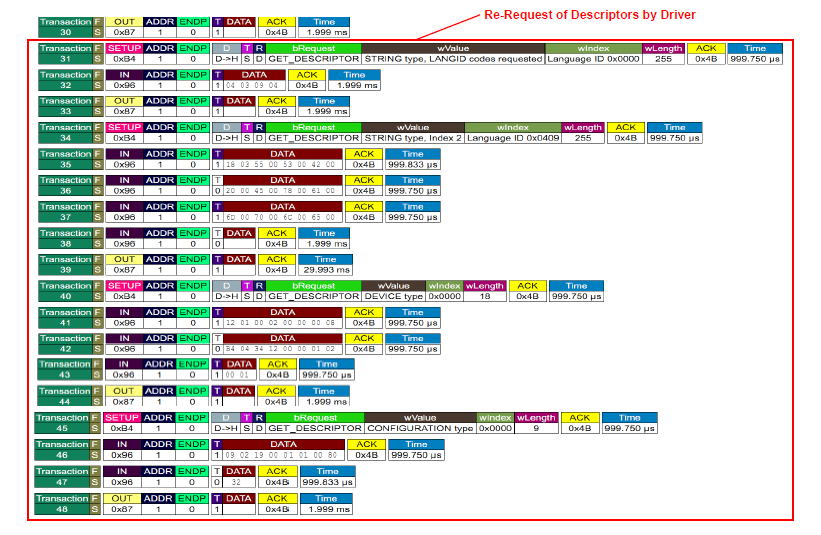 Re-Request of Descriptors by Driver
Transaction F OUT ADDR ENDP T DATA ACK Time
30 S 0x87 1 0 1 0x4B 1.999 ms
Transaction F SETUP ADDR ENDP D T R bRequest wValue wIndex wLength ACK Time
31 S 0xB4 1 0 D->H S D GET_DESCRIPTOR STRING type, LANGID codes requested Language ID 0x0000 255 0x4B 999.750 µs
Transaction F IN ADDR ENDP T DATA ACK Time
32 S 0x96 1 0 1 04 03 09 04 0x4B 1.999 ms
Transaction F OUT ADDR ENDP T DATA ACK Time
33 S 0x87 1 0 1 0x4B 1.999 ms
Transaction F SETUP ADDR ENDP D T R bRequest wValue wIndex wLength ACK Time
34 S 0xB4 1 0 D->H S D GET_DESCRIPTOR STRING type, Index 2 Language ID 0x0409 255 0x4B 999.750 µs
Transaction F IN ADDR ENDP T DATA ACK Time
35 S 0x96 1 0 1 18 03 55 00 53 00 42 00 0x4B 999.833 µs
Transaction F IN ADDR ENDP T DATA ACK Time
36 S 0x96 1 0 0 20 00 45 00 78 00 61 00 0x4B 999.750 µs
Transaction F IN ADDR ENDP T DATA ACK Time
37 S 0x96 1 0 1 6D 00 70 00 6C 00 65 00 0x4B 999.750 µs
Transaction F IN ADDR ENDP T DATA ACK Time
38 S 0x96 1 0 0 0x4B 1.999 ms
Transaction F OUT ADDR ENDP T DATA ACK Time
39 S 0x87 1 0 1 0x4B 29.993 ms
Transaction F SETUP ADDR ENDP D T R bRequest wValue wIndex wLength ACK Time
40 S 0xB4 1 0 D->H S D GET_DESCRIPTOR DEVICE type 0x0000 18 0x4B 999.750 µs
Transaction F IN ADDR ENDP T DATA ACK Time
41 S 0x96 1 0 1 12 01 00 02 00 00 00 08 0x4B 999.750 µs
Transaction F IN ADDR ENDP T DATA ACK Time
42 S 0x96 1 0 0 B4 04 34 12 00 00 01 02 0x4B 999.750 µs
Transaction F IN ADDR ENDP T DATA ACK Time
43 S 0x96 1 0 1 00 01 0x4B 999.750 µs
Transaction F OUT ADDR ENDP T DATA ACK Time
44 S 0x87 1 0 1 0x4B 1.999 ms
Transaction F SETUP ADDR ENDP D T R bRequest wValue wIndex wLength ACK Time
45 S 0xB4 1 0 D->H S D GET_DESCRIPTOR CONFIGURATION type 0x0000 9 0x4B 999.750 µs
Transaction F IN ADDR ENDP T DATA ACK Time
46 S 0x96 1 0 1 09 02 19 00 01 01 00 80 0x4B 999.750 µs
Transaction F IN ADDR ENDP T DATA ACK Time
47 S 0x96 1 0 0 32 0x4B 999.833 µs
Transaction F OUT ADDR ENDP T DATA ACK Time
48 S 0x87 1 0 1 0x4B 1.999 ms